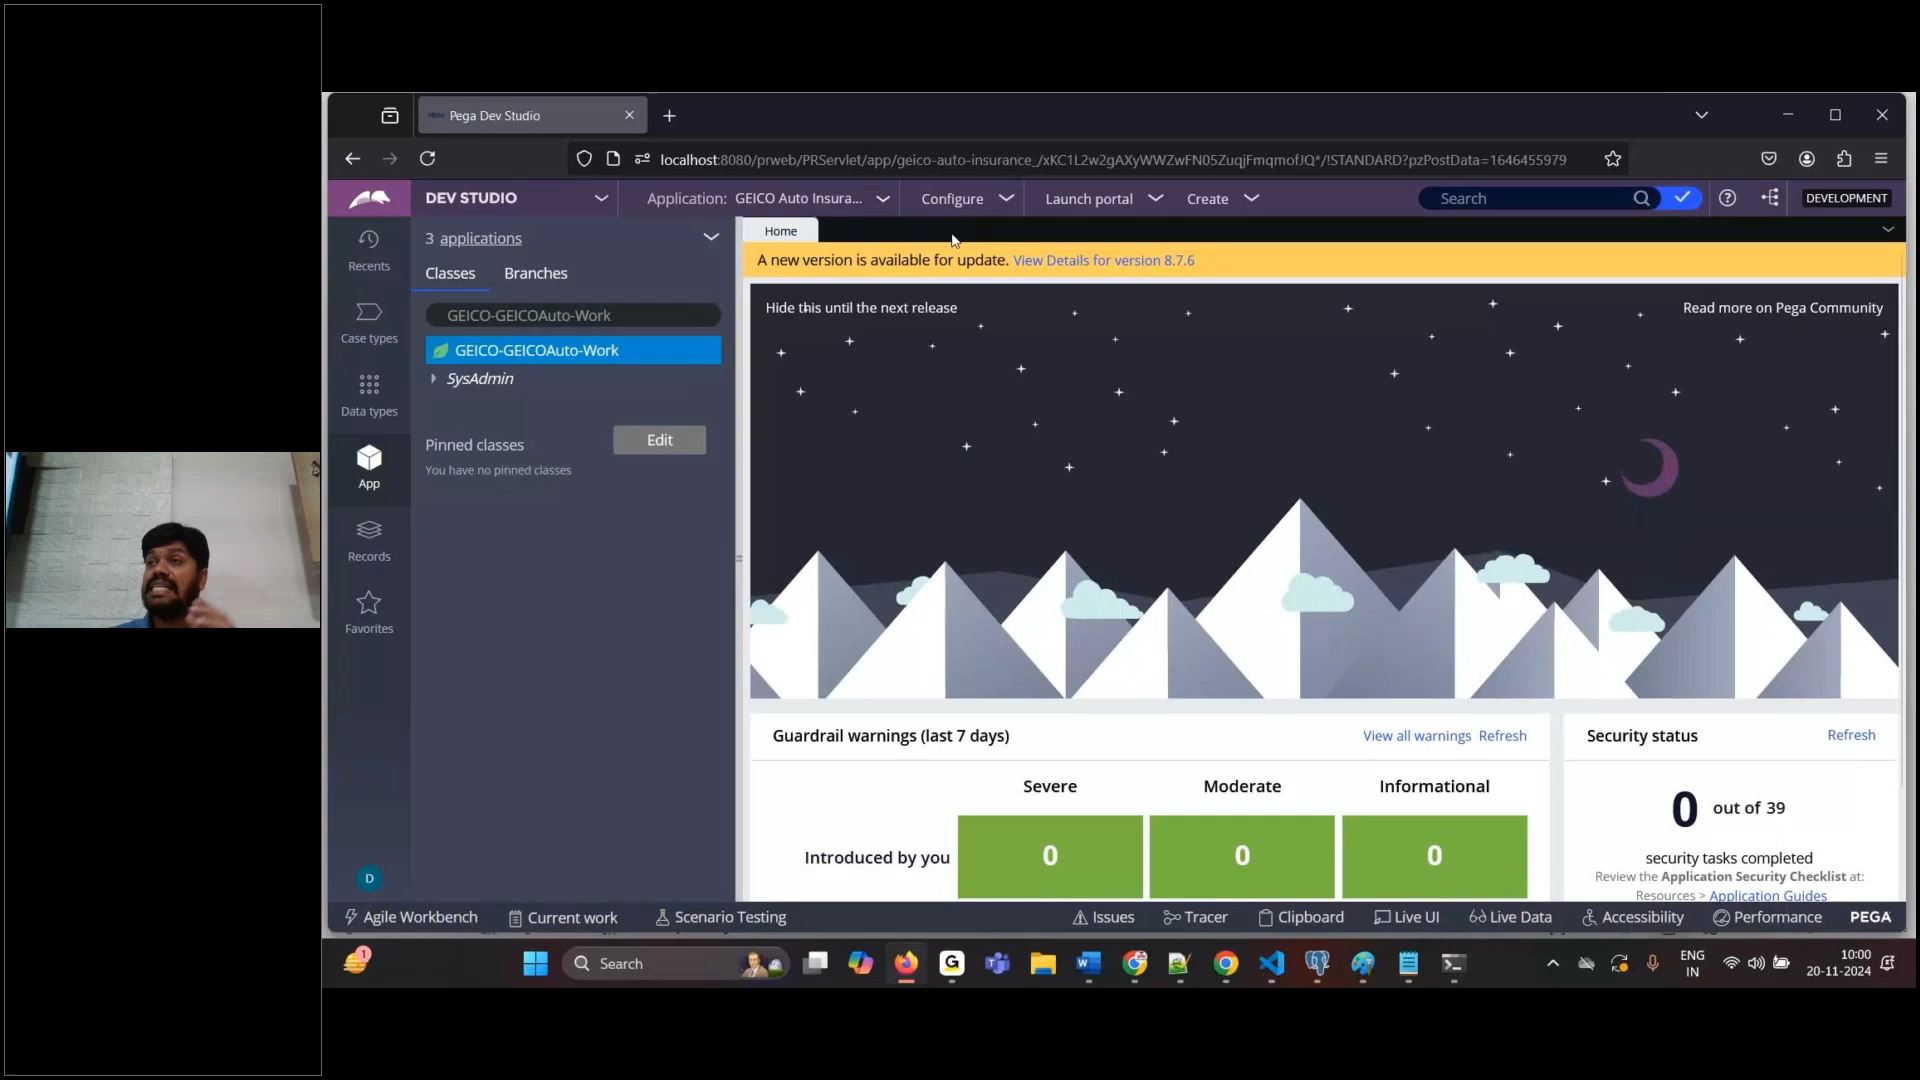 Pega Dev Studio
localhost:8080/prweb/PRServlet/app/geico-auto-insurance_/xKC1L2w2gAXyWWZwFN05ZuqjFmqmofJQ*/!STANDARD?pzPostData=1646455979
DEV STUDIO
Application: GEICO Auto Insura...
Configure
Launch portal
Create
Search
DEVELOPMENT
Recents
Case types
Data types
App
Records
Favorites
D
3 applications
Classes
Branches
GEICO-GEICOAuto-Work
GEICO-GEICOAuto-Work
SysAdmin
Pinned classes
Edit
You have no pinned classes
Home
A new version is available for update. View Details for version 8.7.6
Hide this until the next release
Read more on Pega Community
Guardrail warnings (last 7 days)
View all warnings Refresh
Severe
Moderate
Informational
Introduced by you
0
0
0
Security status
Refresh
0 out of 39
security tasks completed
Review the Application Security Checklist at:
Resources > Application Guides
Agile Workbench
Current work
Scenario Testing
Issues
Tracer
Clipboard
Live UI
Live Data
Accessibility
Performance
PEGA
1
Search
ENG
IN
10:00
20-11-2024